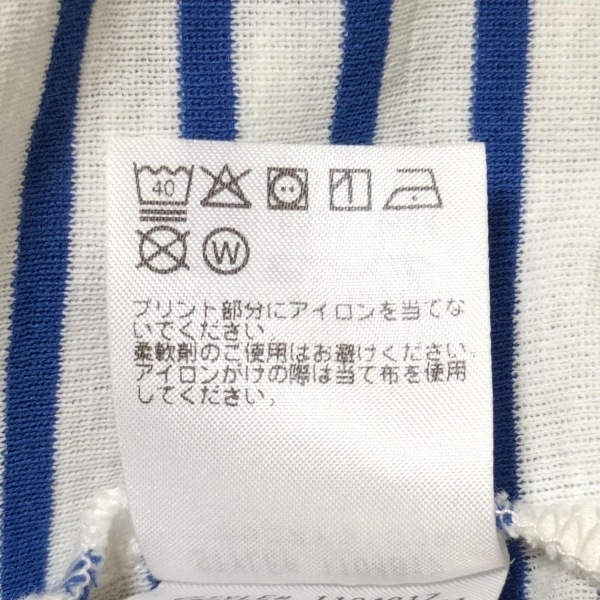 40
W
プリント部分にアイロンを当てな
いでください。
柔軟剤のご使用はお避けください。
アイロンがけの際は当て布を使用
してください。